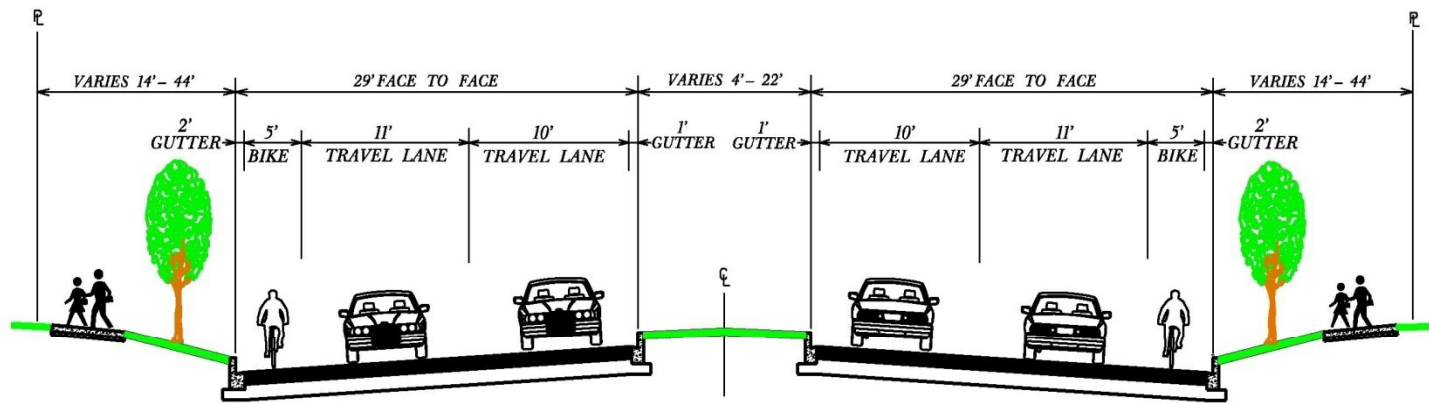 PL
PL
VARIES 14'- 44'
29' FACE TO FACE
VARIES 4'- 22'
29' FACE TO FACE
VARIES 14'- 44'
2'
GUTTER
5'
BIKE
11'
TRAVEL LANE
10'
TRAVEL LANE
1'
GUTTER
1'
GUTTER
10'
TRAVEL LANE
11'
TRAVEL LANE
5'
BIKE
2'
GUTTER
CL